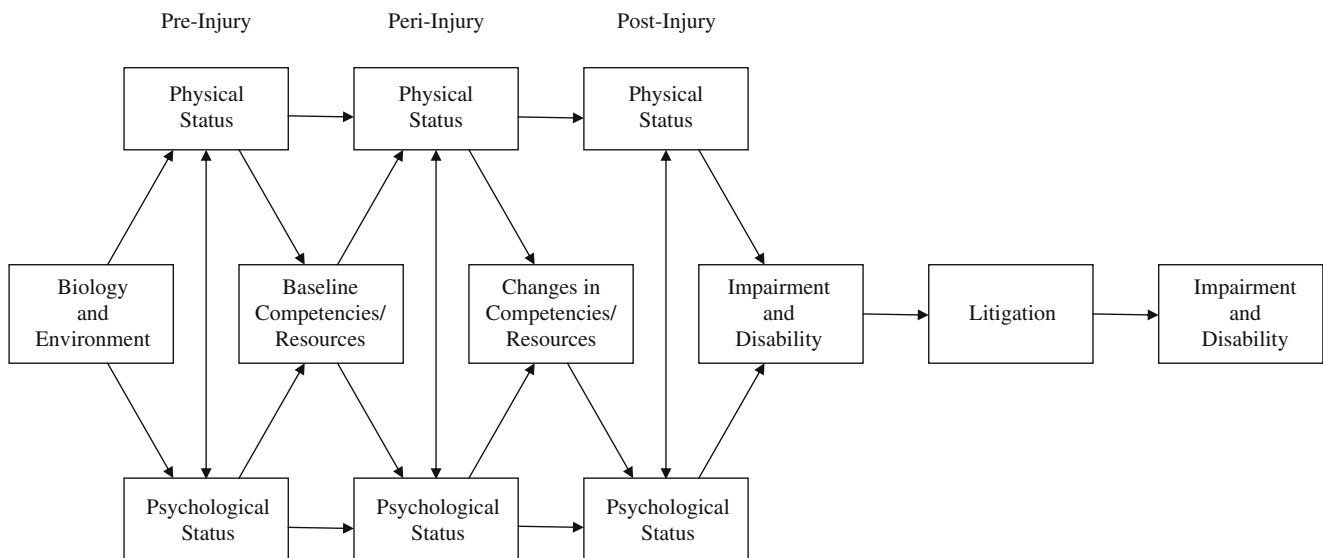 Pre-Injury
Peri-Injury
Post-Injury
Physical
Status
Physical
Status
Physical
Status
Biology
and
Environment
Baseline
Competencies/
Resources
Changes in
Competencies/
Resources
Impairment
and
Disability
Litigation
Impairment
and
Disability
Psychological
Status
Psychological
Status
Psychological
Status